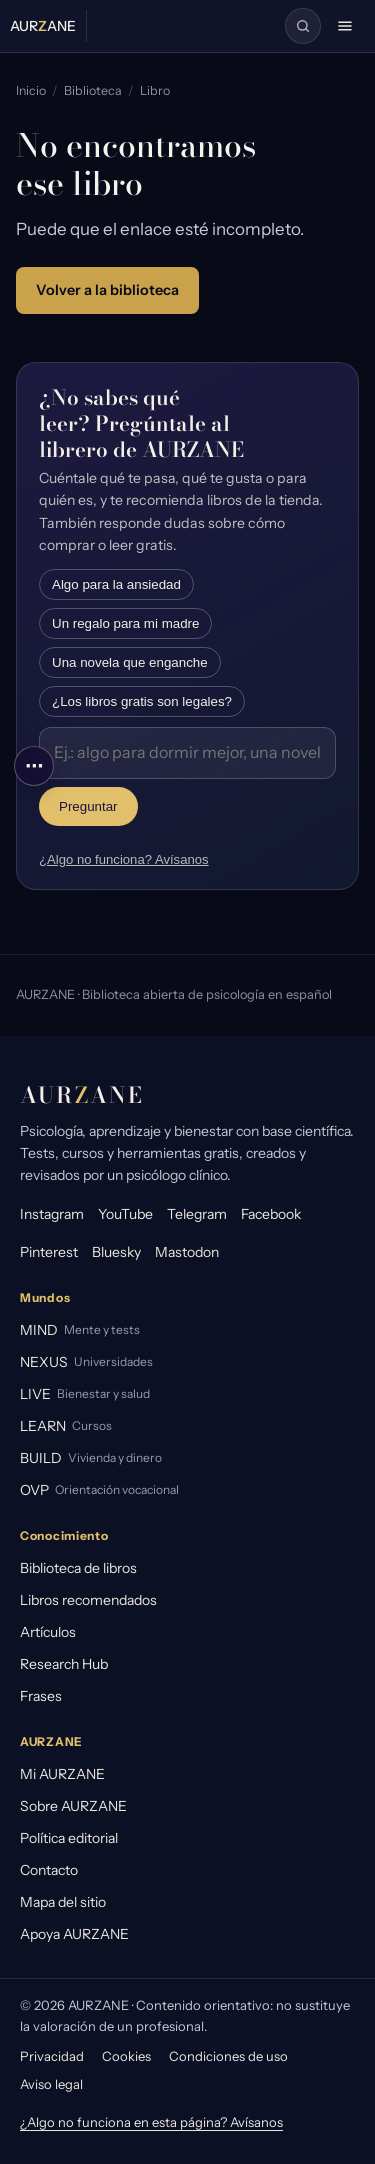 AURZANE
Inicio / Biblioteca / Libro
No encontramos
ese libro
Puede que el enlace esté incompleto.
Volver a la biblioteca
¿No sabes qué
leer? Pregúntale al
librero de AURZANE
Cuéntale qué te pasa, qué te gusta o para
quién es, y te recomienda libros de la tienda.
También responde dudas sobre cómo
comprar o leer gratis.
Algo para la ansiedad
Un regalo para mi madre
Una novela que enganche
¿Los libros gratis son legales?
Ej.: algo para dormir mejor, una novel
Preguntar
¿Algo no funciona? Avísanos
AURZANE · Biblioteca abierta de psicología en español
AURZANE
Psicología, aprendizaje y bienestar con base científica.
Tests, cursos y herramientas gratis, creados y
revisados por un psicólogo clínico.
Instagram YouTube Telegram Facebook
Pinterest Bluesky Mastodon
Mundos
MIND Mente y tests
NEXUS Universidades
LIVE Bienestar y salud
LEARN Cursos
BUILD Vivienda y dinero
OVP Orientación vocacional
Conocimiento
Biblioteca de libros
Libros recomendados
Artículos
Research Hub
Frases
AURZANE
Mi AURZANE
Sobre AURZANE
Política editorial
Contacto
Mapa del sitio
Apoya AURZANE
© 2026 AURZANE · Contenido orientativo: no sustituye
la valoración de un profesional.
Privacidad Cookies Condiciones de uso
Aviso legal
¿Algo no funciona en esta página? Avísanos